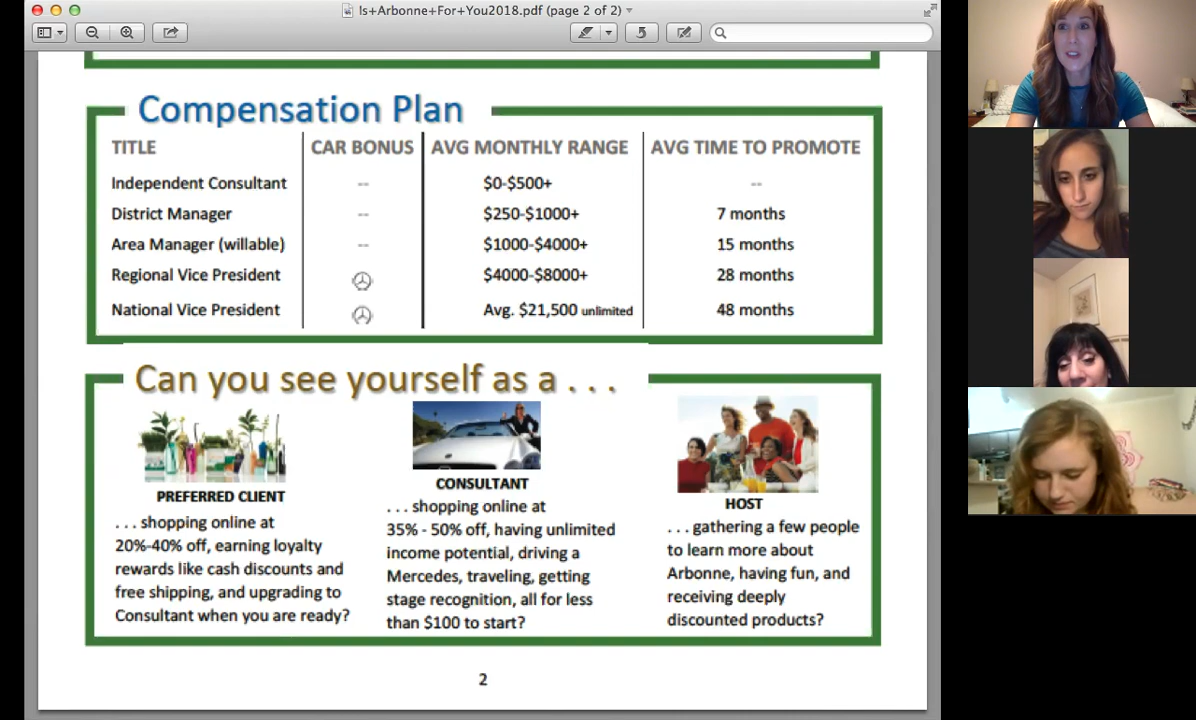 Is+Arbonne+For+You2018.pdf (page 2 of 2)
Compensation Plan
TITLE CAR BONUS AVG MONTHLY RANGE AVG TIME TO PROMOTE
Independent Consultant -- $0-$500+ --
District Manager -- $250-$1000+ 7 months
Area Manager (willable) -- $1000-$4000+ 15 months
Regional Vice President $4000-$8000+ 28 months
National Vice President Avg. $21,500 unlimited 48 months
Can you see yourself as a . . .
PREFERRED CLIENT
. . . shopping online at
20%-40% off, earning loyalty
rewards like cash discounts and
free shipping, and upgrading to
Consultant when you are ready?
CONSULTANT
. . . shopping online at
35% - 50% off, having unlimited
income potential, driving a
Mercedes, traveling, getting
stage recognition, all for less
than $100 to start?
HOST
. . . gathering a few people
to learn more about
Arbonne, having fun, and
receiving deeply
discounted products?
2